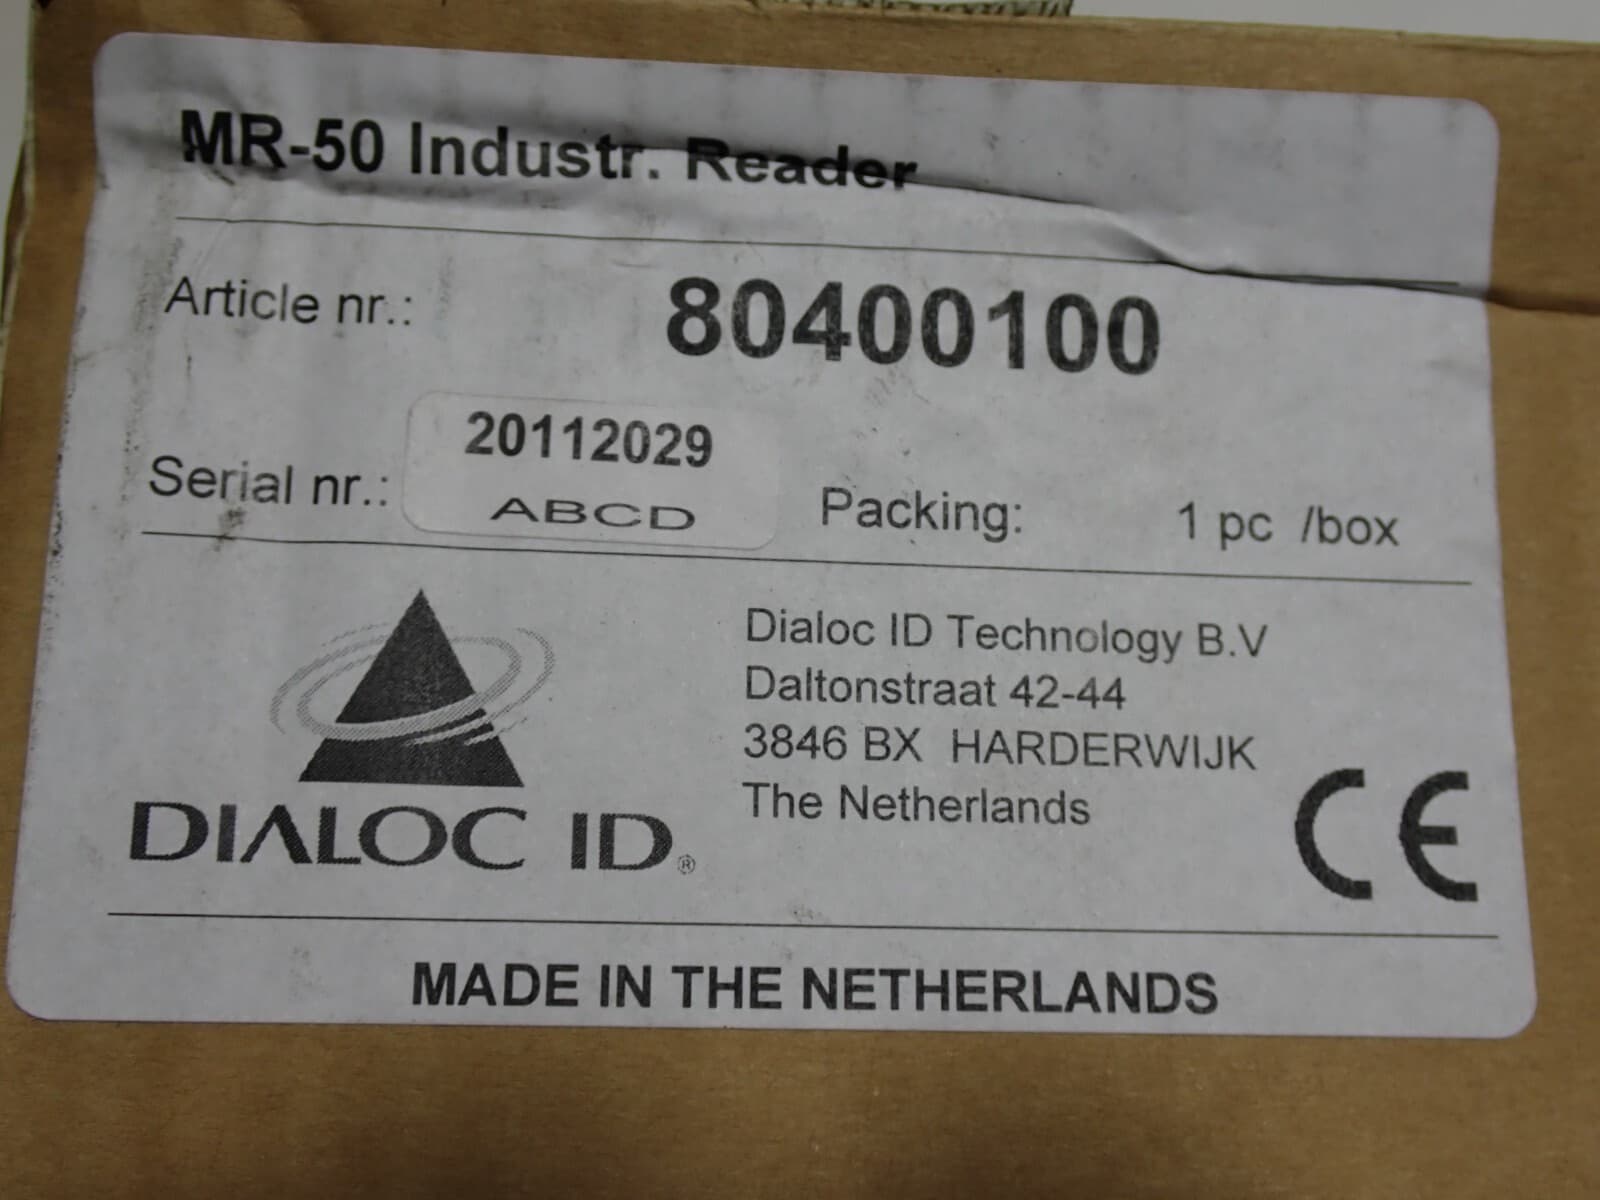 MR-50 Industr. Reader
Article nr.: 80400100
20112029
Serial nr.: ABCD Packing: 1 pc /box
Dialoc ID Technology B.V
Daltonstraat 42-44
3846 BX HARDERWIJK
The Netherlands
DIALOC ID®
CE
MADE IN THE NETHERLANDS